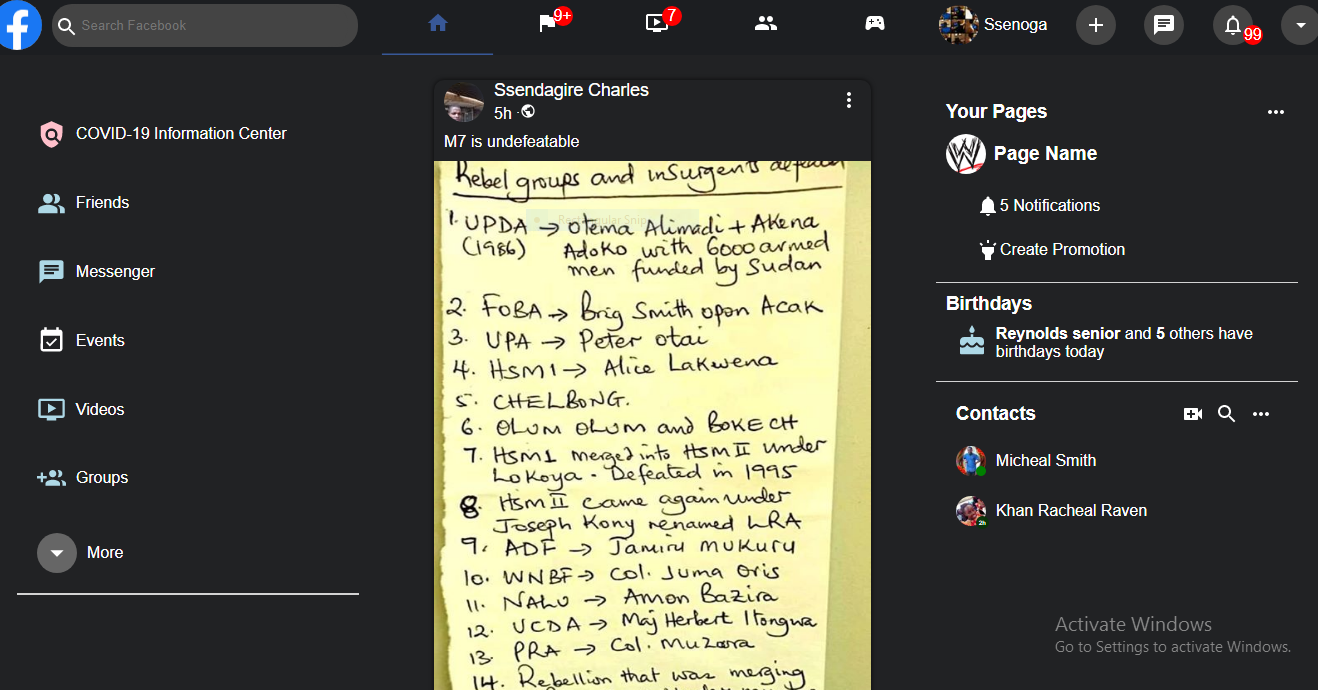 Search Facebook
9+
7
Ssenoga
99
COVID-19 Information Center
Friends
Messenger
Events
Videos
Groups
More
Ssendagire Charles
5h ·
M7 is undefeatable
Rebel groups and insurgents defeated
1. UPDA → Otema Alimadi + Akena
(1986) Adoko with 6000 armed
men funded by Sudan
2. FOBA → Brig Smith opon Acak
3. UPA → Peter otai
4. HSM1 → Alice Lakwena
5. CHELBONG.
6. OLUM OLUM and BOKECH
7. HSM1 merged into HSM II under
Lokoya - Defeated in 1995
8. HSM II came again under
Joseph Kony renamed LRA
9. ADF → Jamiru MUKURU
10. WNBF → Col. Juma Oris
11. NALU → Amon Bazira
12. UCDA → Maj Herbert Itongwa
13. PRA → Col. Muzoora
14. Rebellion that was merging
Your Pages
Page Name
5 Notifications
Create Promotion
Birthdays
Reynolds senior and 5 others have
birthdays today
Contacts
Micheal Smith
Khan Racheal Raven
2h
Activate Windows
Go to Settings to activate Windows.